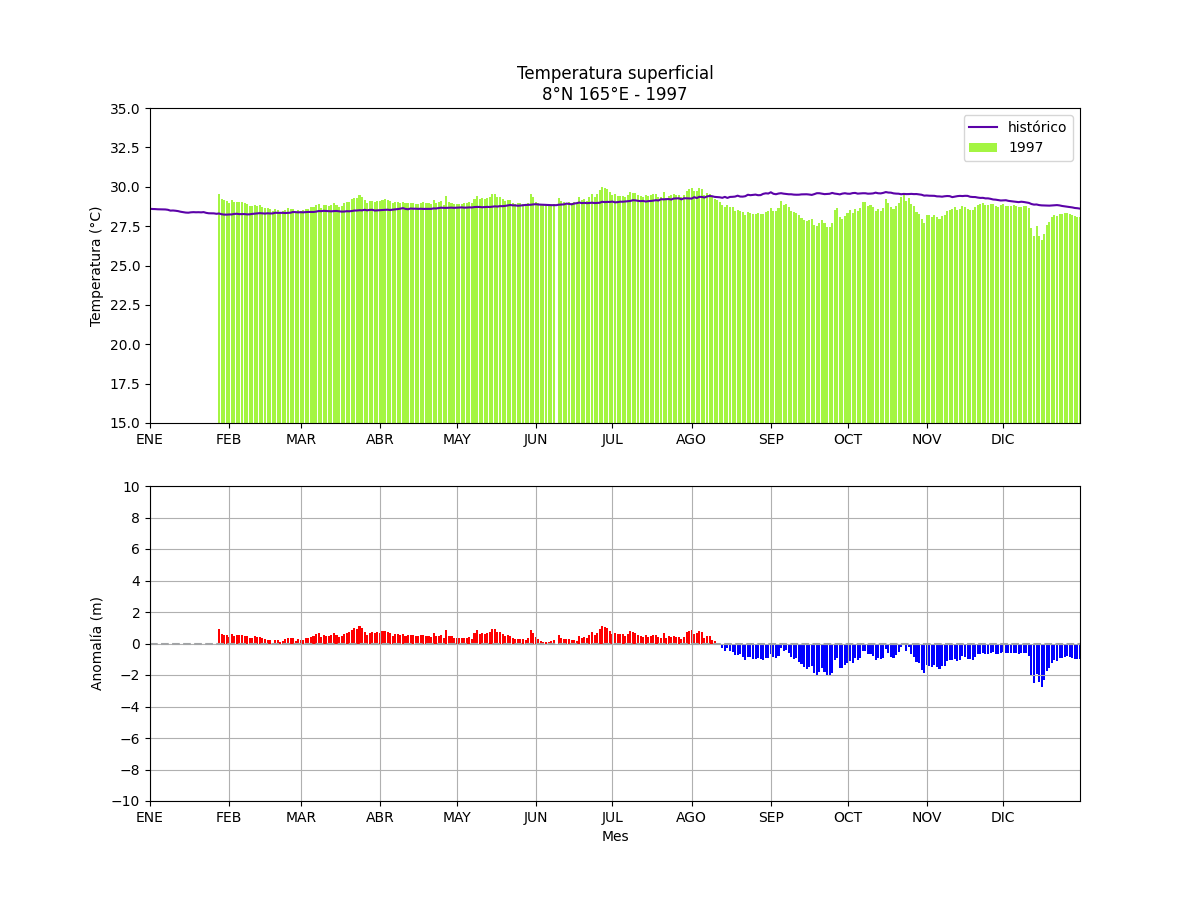 Temperatura superficial
8°N 165°E - 1997
35.0
32.5
30.0
27.5
25.0
22.5
20.0
17.5
15.0
Temperatura (°C)
histórico
1997
ENE FEB MAR ABR MAY JUN JUL AGO SEP OCT NOV DIC
10
8
6
4
2
0
−2
−4
−6
−8
−10
Anomalía (m)
ENE FEB MAR ABR MAY JUN JUL AGO SEP OCT NOV DIC
Mes